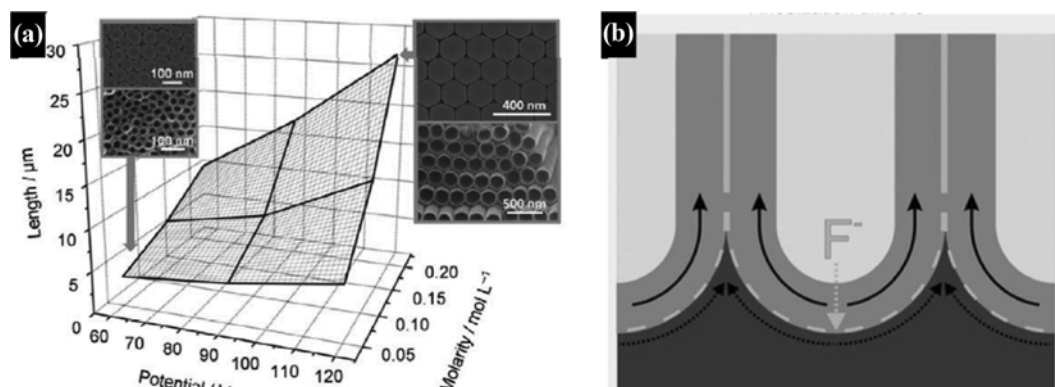 (a)
30
25
20
15
10
5
0
Length / µm
60
70
80
90
100
110
120
Potential /
0.05
0.10
0.15
0.20
Molarity / mol L⁻¹
100 nm
100 nm
400 nm
500 nm
(b)
F⁻